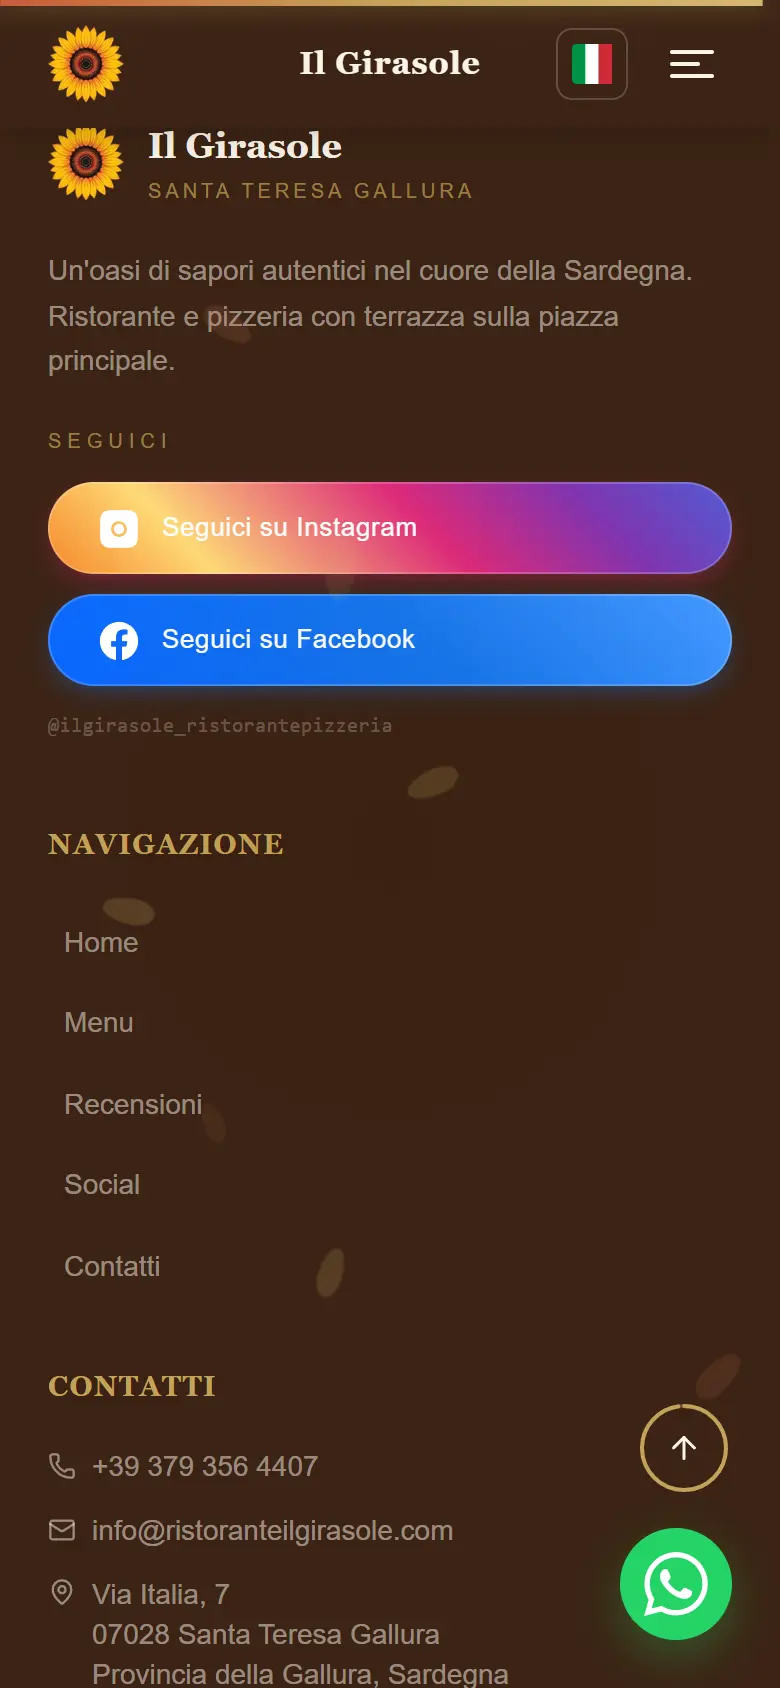 Il Girasole
Il Girasole
SANTA TERESA GALLURA
Un'oasi di sapori autentici nel cuore della Sardegna.
Ristorante e pizzeria con terrazza sulla piazza
principale.
SEGUICI
Seguici su Instagram
Seguici su Facebook
@ilgirasole_ristorantepizzeria
NAVIGAZIONE
Home
Menu
Recensioni
Social
Contatti
CONTATTI
+39 379 356 4407
info@ristoranteilgirasole.com
Via Italia, 7
07028 Santa Teresa Gallura
Provincia della Gallura, Sardegna